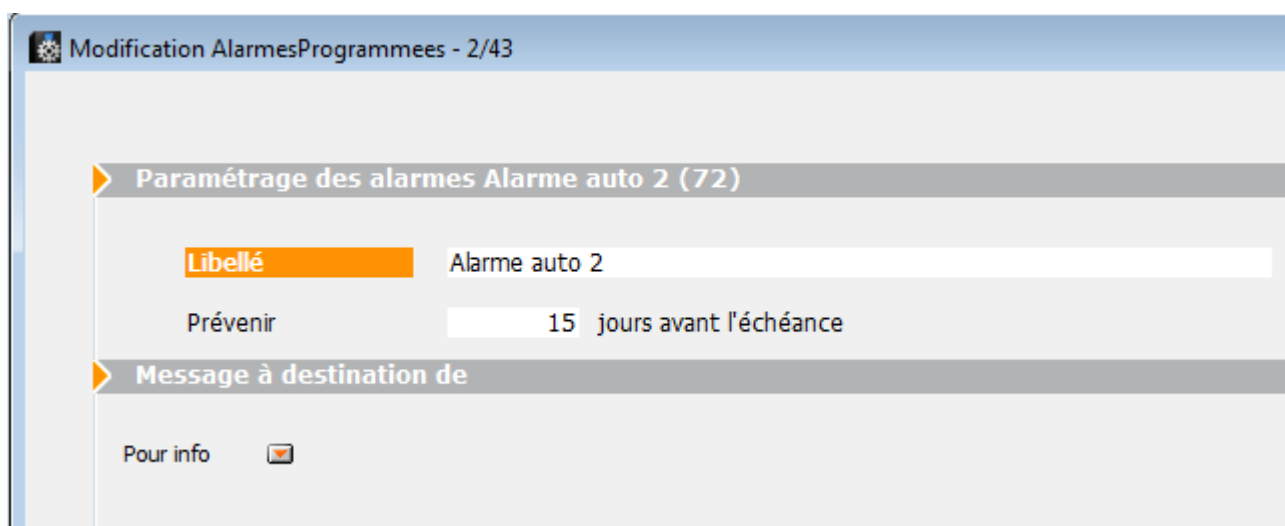 Modification AlarmesProgrammees - 2/43
Paramétrage des alarmes Alarme auto 2 (72)
Libellé Alarme auto 2
Prévenir 15 jours avant l'échéance
Message à destination de
Pour info